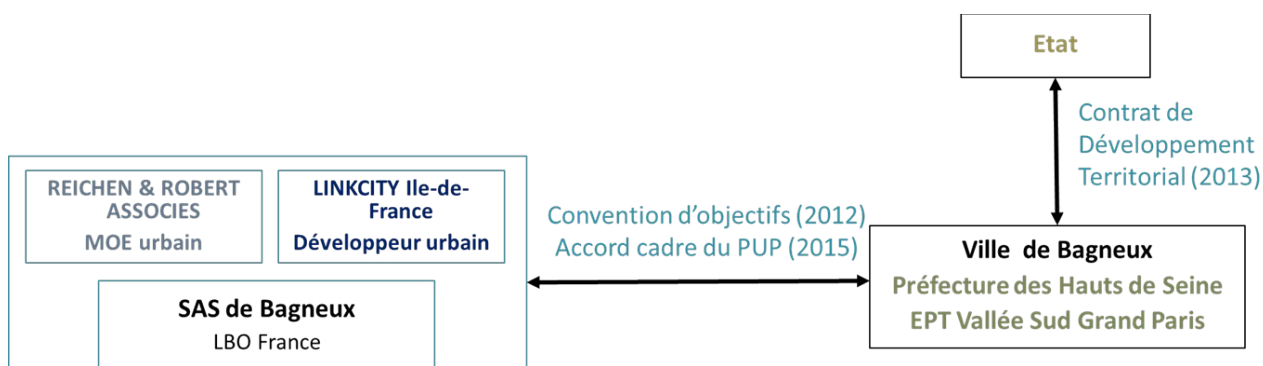 Etat
Contrat de
Développement
Territorial (2013)
REICHEN & ROBERT
ASSOCIES
MOE urbain
LINKCITY Ile-de-
France
Développeur urbain
SAS de Bagneux
LBO France
Convention d’objectifs (2012)
Accord cadre du PUP (2015)
Ville de Bagneux
Préfecture des Hauts de Seine
EPT Vallée Sud Grand Paris